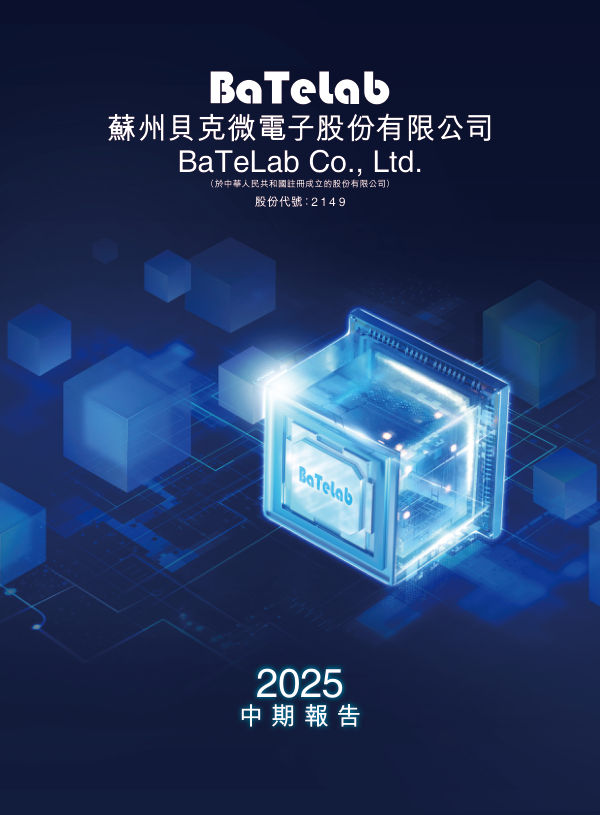 BaTeLab
蘇州貝克微電子股份有限公司
BaTeLab Co., Ltd.
（於中華人民共和國註冊成立的股份有限公司）
股份代號：2149
BaTeLab
2025
中期報告